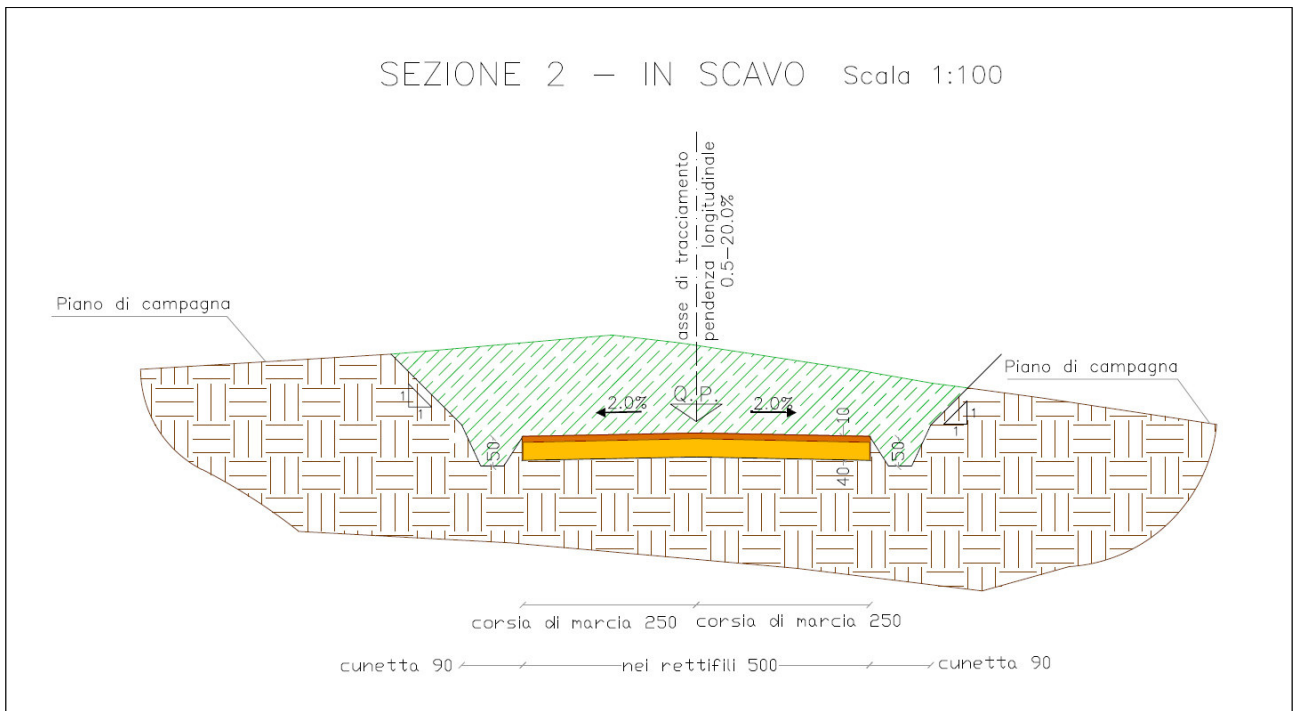 SEZIONE 2 - IN SCAVO Scala 1:100
asse di tracciamento
pendenza longitudinale
0.5-20.0%
Piano di campagna
Piano di campagna
Q.P.
2.0%
2.0%
10
1
1
1
1
50
50
40
corsia di marcia 250
corsia di marcia 250
cunetta 90
nei rettifili 500
cunetta 90